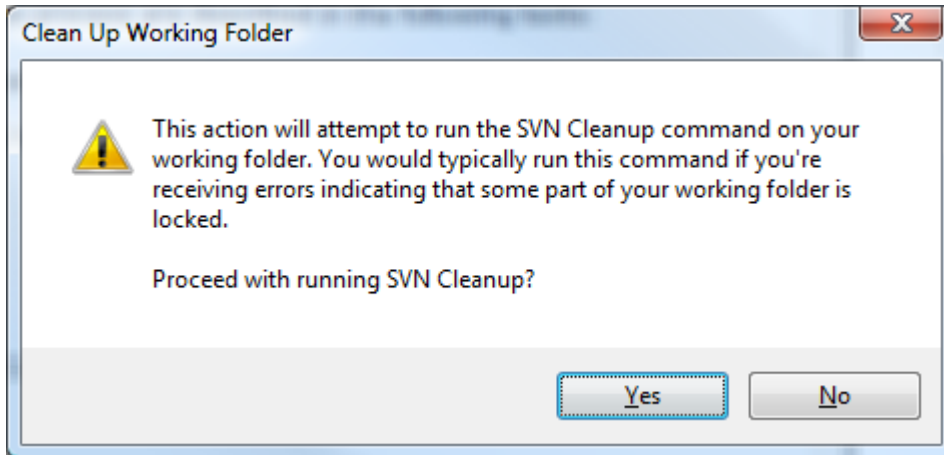 Clean Up Working Folder
This action will attempt to run the SVN Cleanup command on your
working folder. You would typically run this command if you're
receiving errors indicating that some part of your working folder is
locked.
Proceed with running SVN Cleanup?
Yes
No